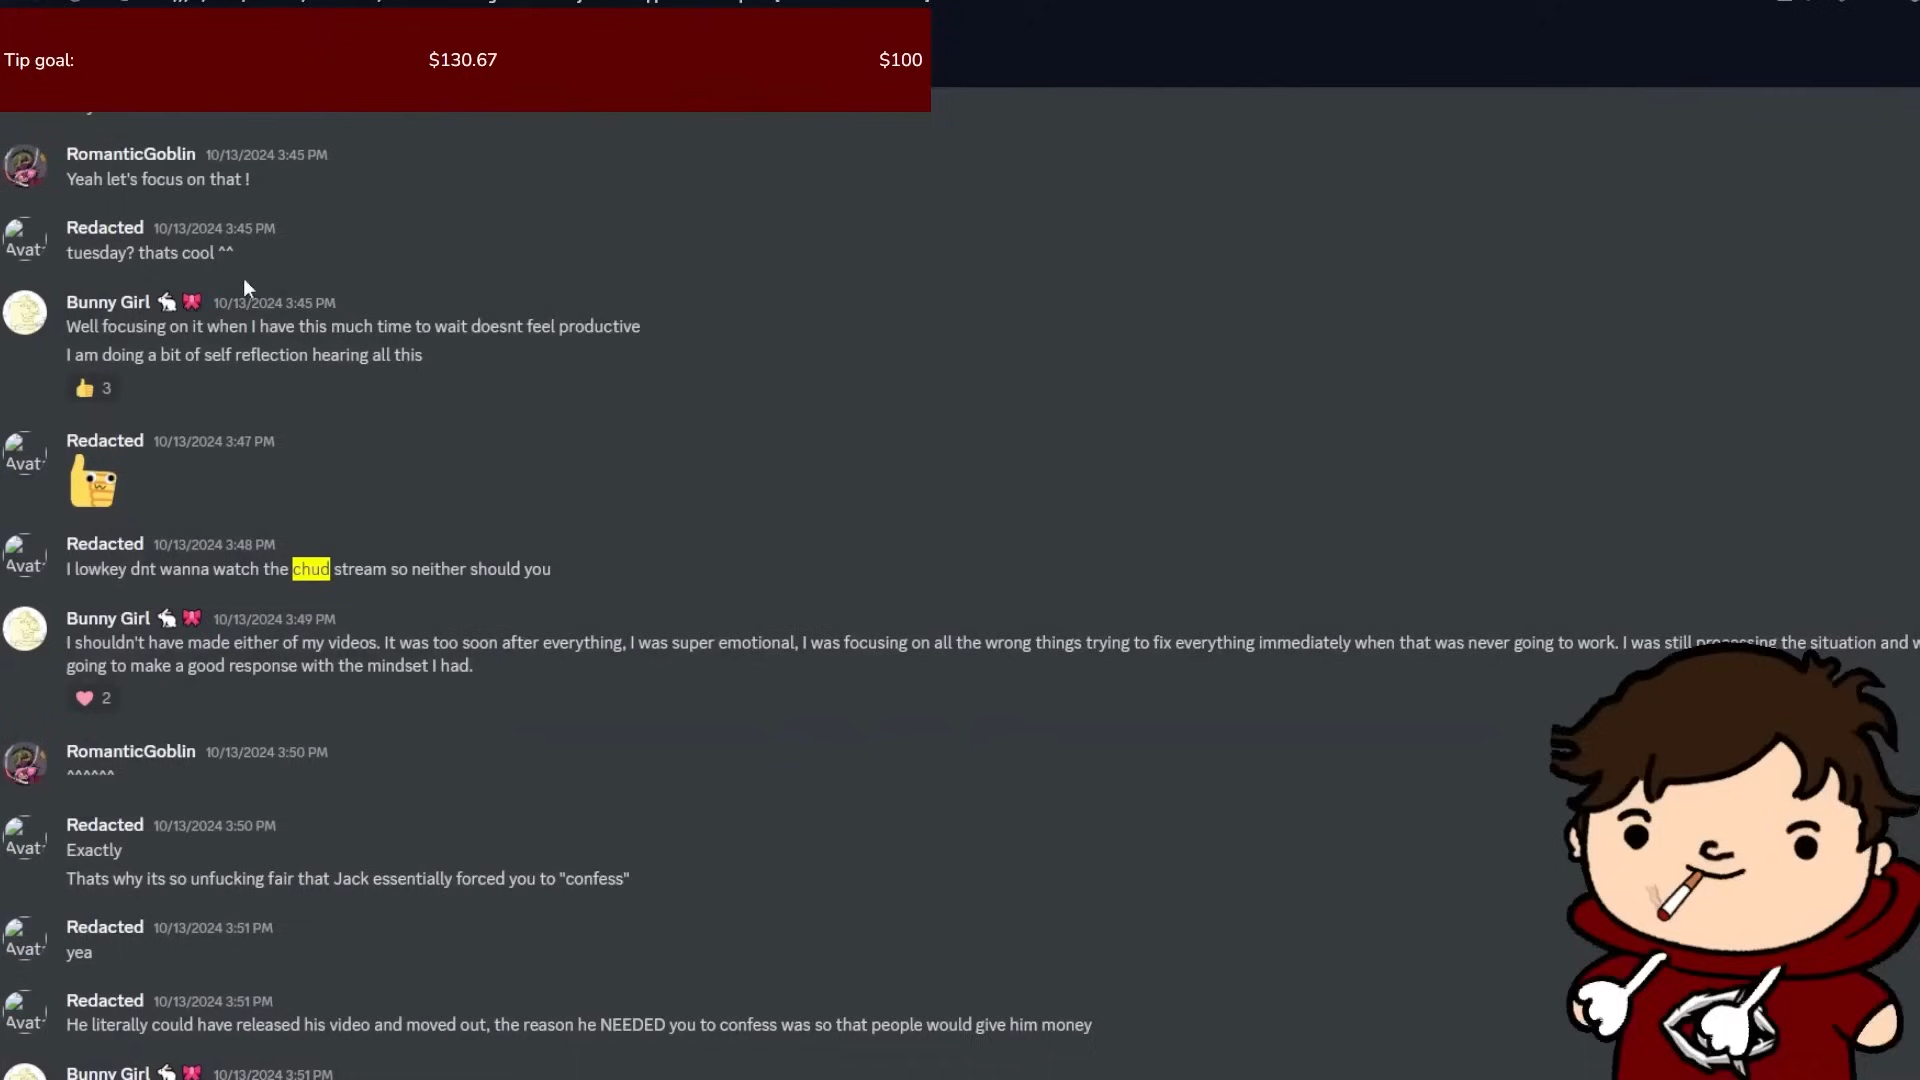 Tip goal: $130.67 $100
RomanticGoblin 10/13/2024 3:45 PM
Yeah let's focus on that !
Avat
Redacted 10/13/2024 3:45 PM
tuesday? thats cool ^^
Bunny Girl 🐇 🎀 10/13/2024 3:45 PM
Well focusing on it when I have this much time to wait doesnt feel productive
I am doing a bit of self reflection hearing all this
👍 3
Avat
Redacted 10/13/2024 3:47 PM
Avat
Redacted 10/13/2024 3:48 PM
I lowkey dnt wanna watch the chud stream so neither should you
Bunny Girl 🐇 🎀 10/13/2024 3:49 PM
I shouldn't have made either of my videos. It was too soon after everything, I was super emotional, I was focusing on all the wrong things trying to fix everything immediately when that was never going to work. I was still processing the situation and
going to make a good response with the mindset I had.
🩷 2
RomanticGoblin 10/13/2024 3:50 PM
^^^^^^
Avat
Redacted 10/13/2024 3:50 PM
Exactly
Thats why its so unfucking fair that Jack essentially forced you to "confess"
Avat
Redacted 10/13/2024 3:51 PM
yea
Avat
Redacted 10/13/2024 3:51 PM
He literally could have released his video and moved out, the reason he NEEDED you to confess was so that people would give him money
Bunny Girl 🐇 🎀 10/13/2024 3:51 PM